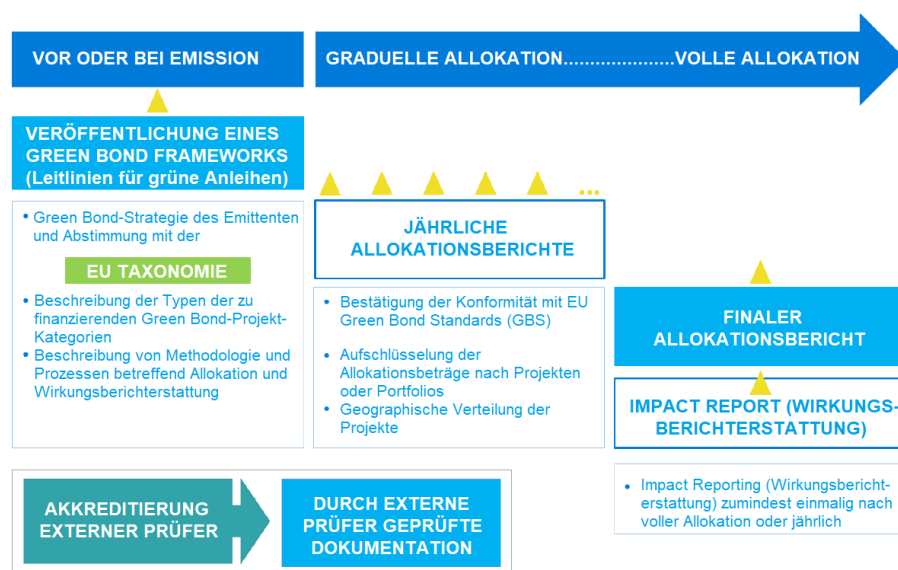 VOR ODER BEI EMISSION
GRADUELLE ALLOKATION.....................VOLLE ALLOKATION
VERÖFFENTLICHUNG EINES
GREEN BOND FRAMEWORKS
(Leitlinien für grüne Anleihen)
• Green Bond-Strategie des Emittenten
und Abstimmung mit der
EU TAXONOMIE
• Beschreibung der Typen der zu
finanzierenden Green Bond-Projekt-
Kategorien
• Beschreibung von Methodologie und
Prozessen betreffend Allokation und
Wirkungsberichterstattung
...
JÄHRLICHE
ALLOKATIONSBERICHTE
• Bestätigung der Konformität mit EU
Green Bond Standards (GBS)
• Aufschlüsselung der
Allokationsbeträge nach Projekten
oder Portfolios
• Geographische Verteilung der
Projekte
FINALER
ALLOKATIONSBERICHT
IMPACT REPORT (WIRKUNGS-
BERICHTERSTATTUNG)
• Impact Reporting (Wirkungsbericht-
erstattung) zumindest einmalig nach
voller Allokation oder jährlich
AKKREDITIERUNG
EXTERNER PRÜFER
DURCH EXTERNE
PRÜFER GEPRÜFTE
DOKUMENTATION